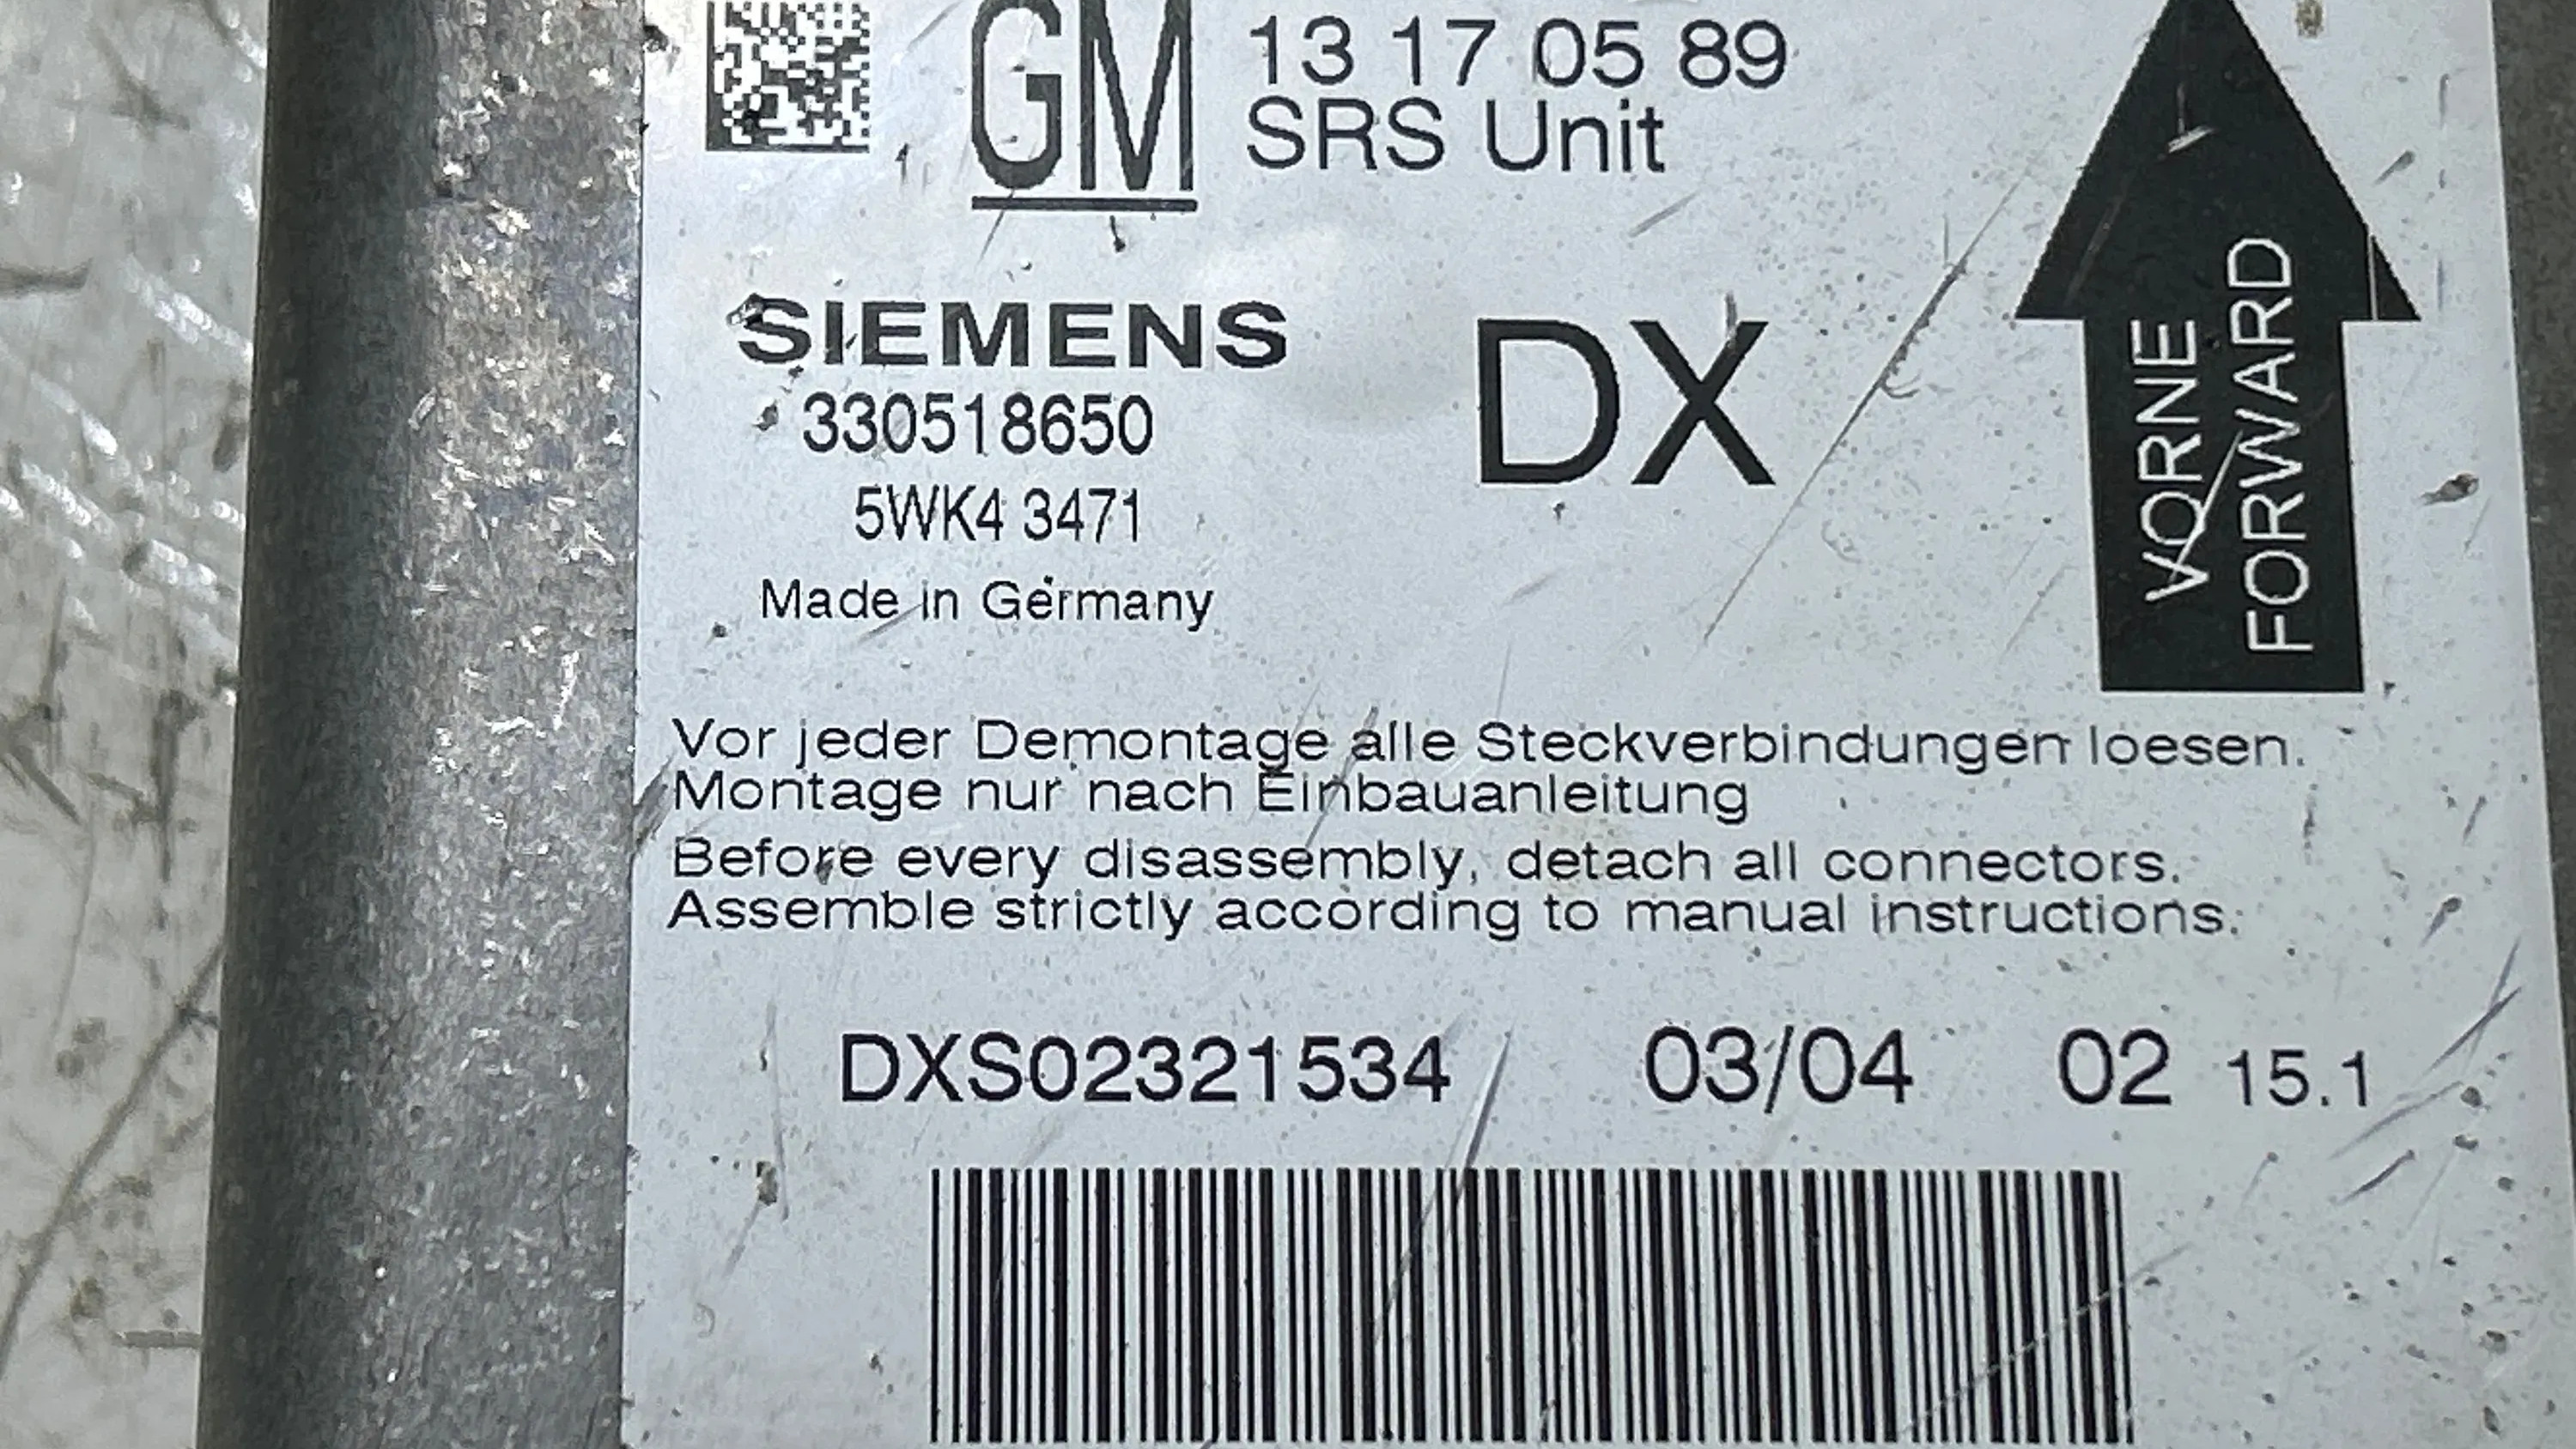 GM 13 17 05 89
SRS Unit
SIEMENS
330518650
5WK4 3471
Made in Germany
DX
VORNE
FORWARD
Vor jeder Demontage alle Steckverbindungen loesen.
Montage nur nach Einbauanleitung
Before every disassembly, detach all connectors.
Assemble strictly according to manual instructions.
DXS02321534 03/04 02 15.1